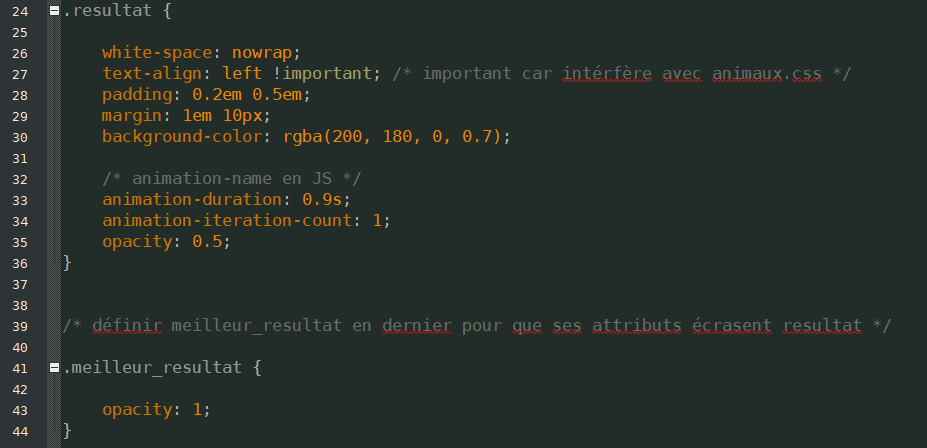 24 .resultat {
25
26 white-space: nowrap;
27 text-align: left !important; /* important car intérfère avec animaux.css */
28 padding: 0.2em 0.5em;
29 margin: 1em 10px;
30 background-color: rgba(200, 180, 0, 0.7);
31
32 /* animation-name en JS */
33 animation-duration: 0.9s;
34 animation-iteration-count: 1;
35 opacity: 0.5;
36 }
37
38
39 /* définir meilleur_resultat en dernier pour que ses attributs écrasent resultat */
40
41 .meilleur_resultat {
42
43 opacity: 1;
44 }